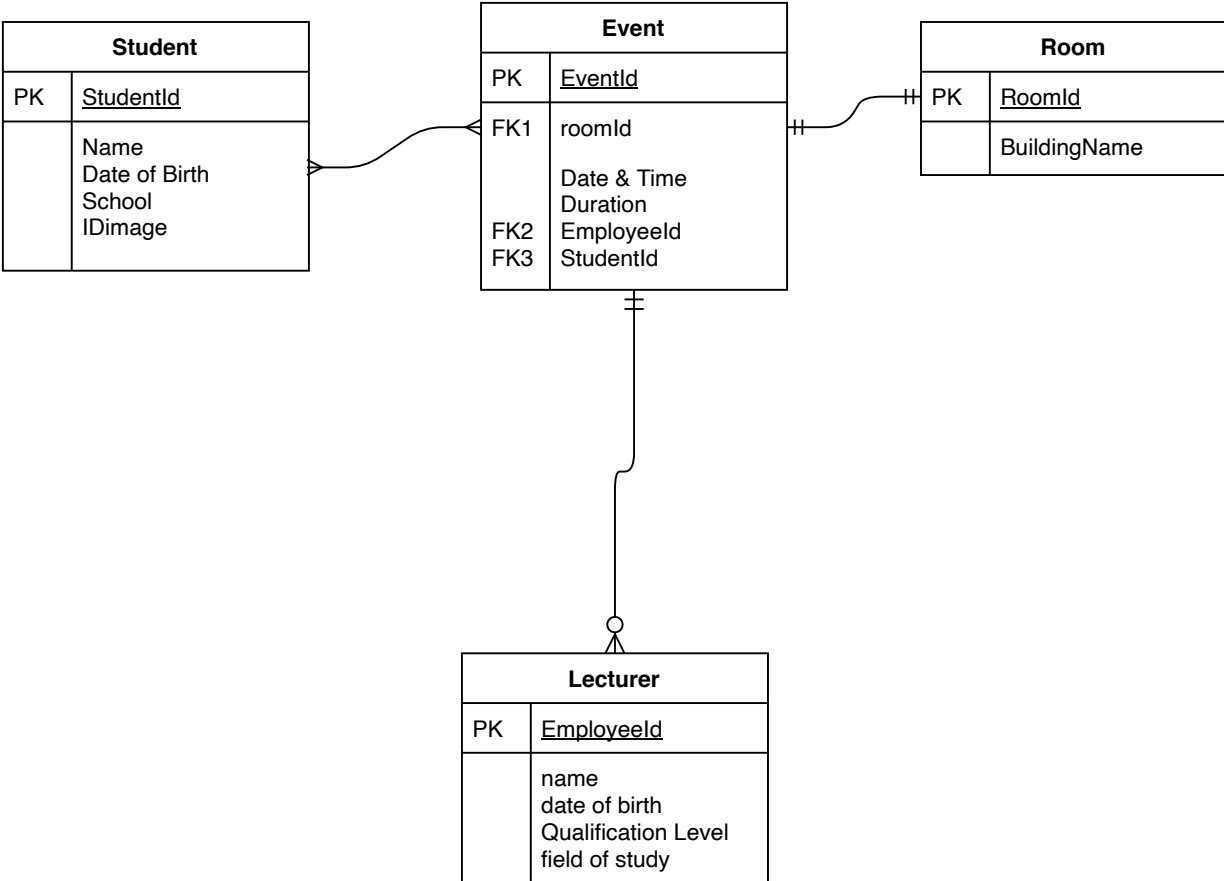 Student
PK StudentId
Name
Date of Birth
School
IDimage
Event
PK EventId
FK1 roomId
Date & Time
Duration
FK2 EmployeeId
FK3 StudentId
Room
PK RoomId
BuildingName
Lecturer
PK EmployeeId
name
date of birth
Qualification Level
field of study